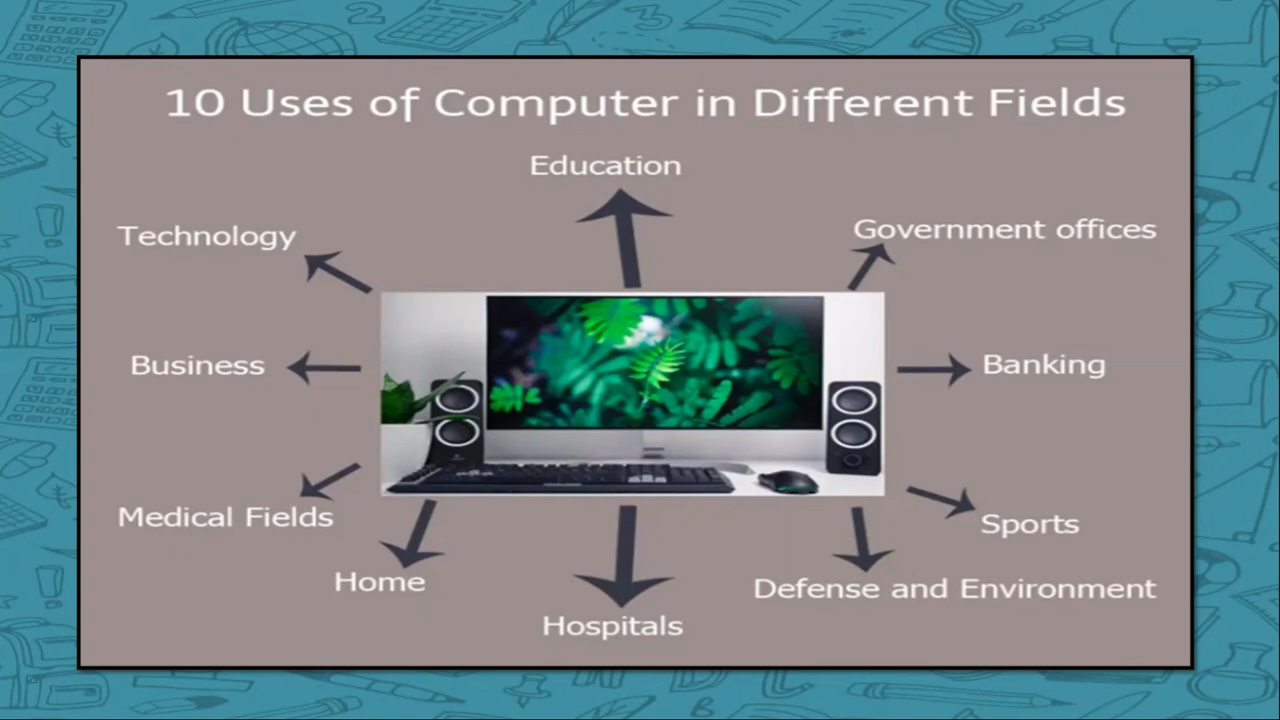 10 Uses of Computer in Different Fields
Education
Technology
Government offices
Business
Banking
Medical Fields
Sports
Home
Defense and Environment
Hospitals